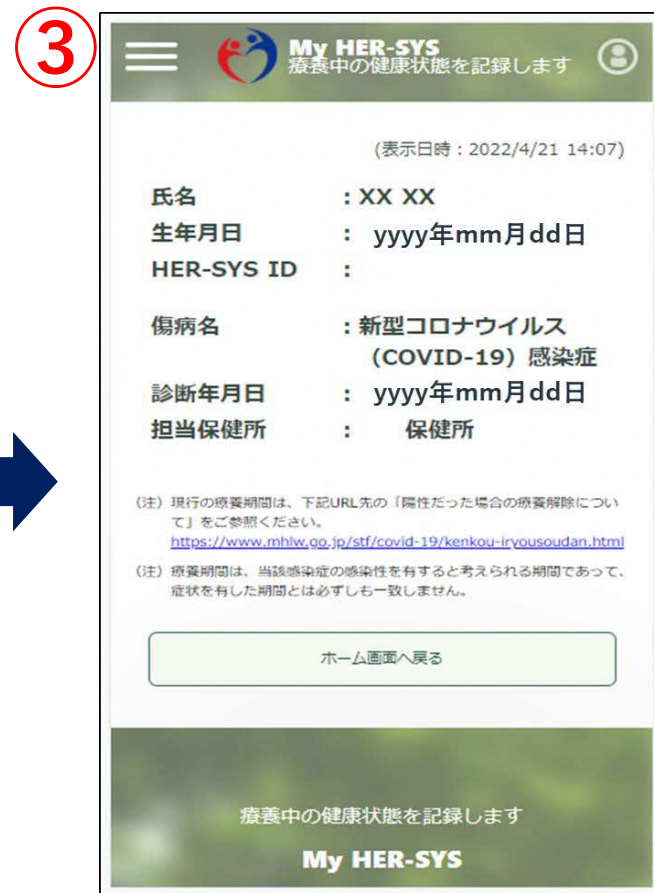 ③
My HER-SYS
療養中の健康状態を記録します
(表示日時：2022/4/21 14:07)
氏名 ：XX XX
生年月日 ： yyyy年mm月dd日
HER-SYS ID ：
傷病名 ：新型コロナウイルス
（COVID-19）感染症
診断年月日 ： yyyy年mm月dd日
担当保健所 ： 保健所
（注）現行の療養期間は、下記URL先の「陽性だった場合の療養解除につい
て」をご参照ください。
https://www.mhlw.go.jp/stf/covid-19/kenkou-iryousoudan.html
（注）療養期間は、当該感染症の感染性を有すると考えられる期間であって、
症状を有した期間とは必ずしも一致しません。
ホーム画面へ戻る
療養中の健康状態を記録します
My HER-SYS